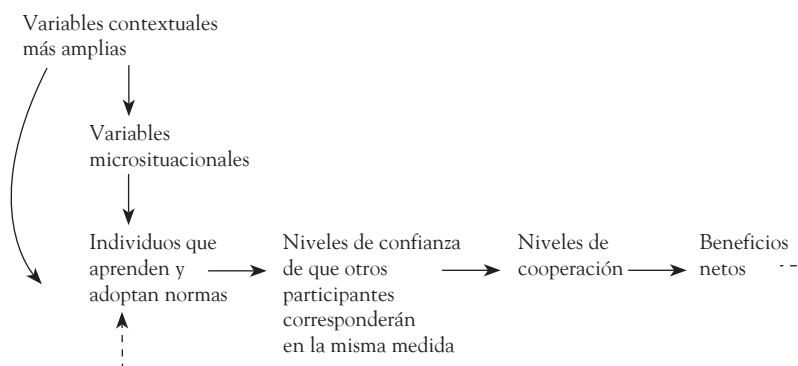 Variables contextuales
más amplias
Variables
microsituacionales
Individuos que
aprenden y
adoptan normas
Niveles de confianza
de que otros
participantes
corresponderán
en la misma medida
Niveles de
cooperación
Beneficios
netos